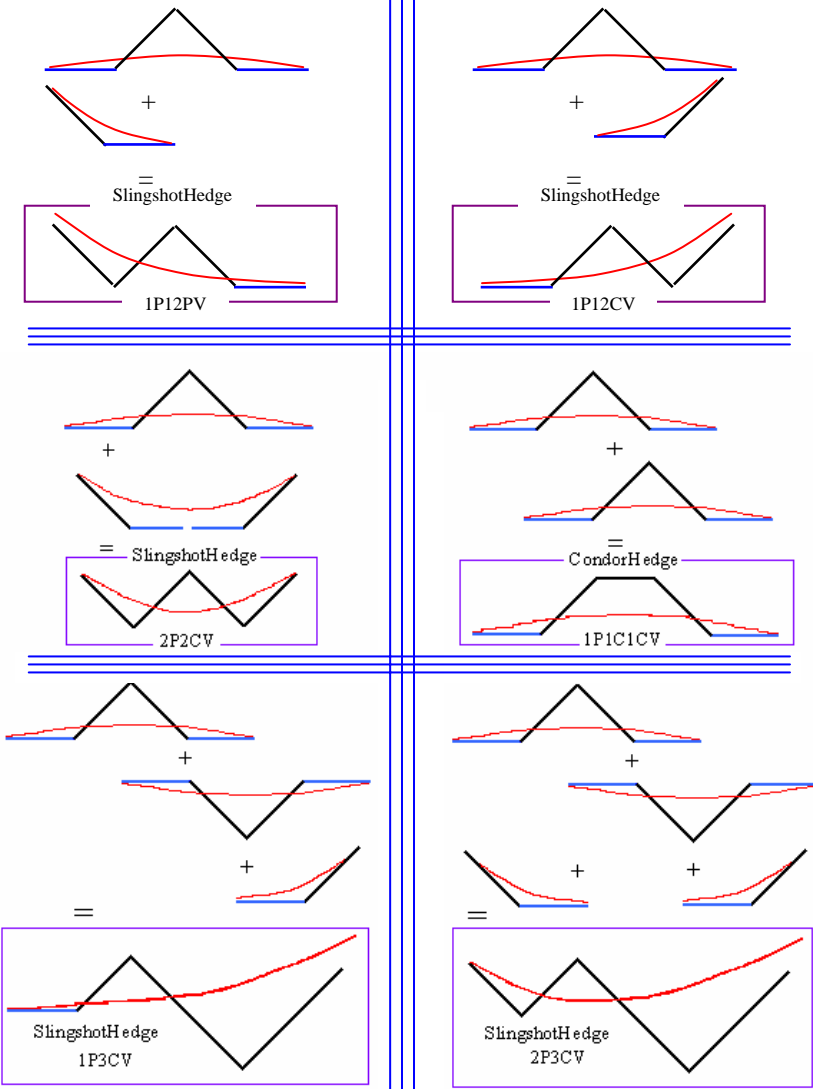 +
=
SlingshotHedge
1P12PV
+
=
SlingshotHedge
1P12CV
+
=
SlingshotHedge
2P2CV
+
=
CondorHedge
1P1C1CV
+
+
=
SlingshotHedge
1P3CV
+
+
+
=
SlingshotHedge
2P3CV